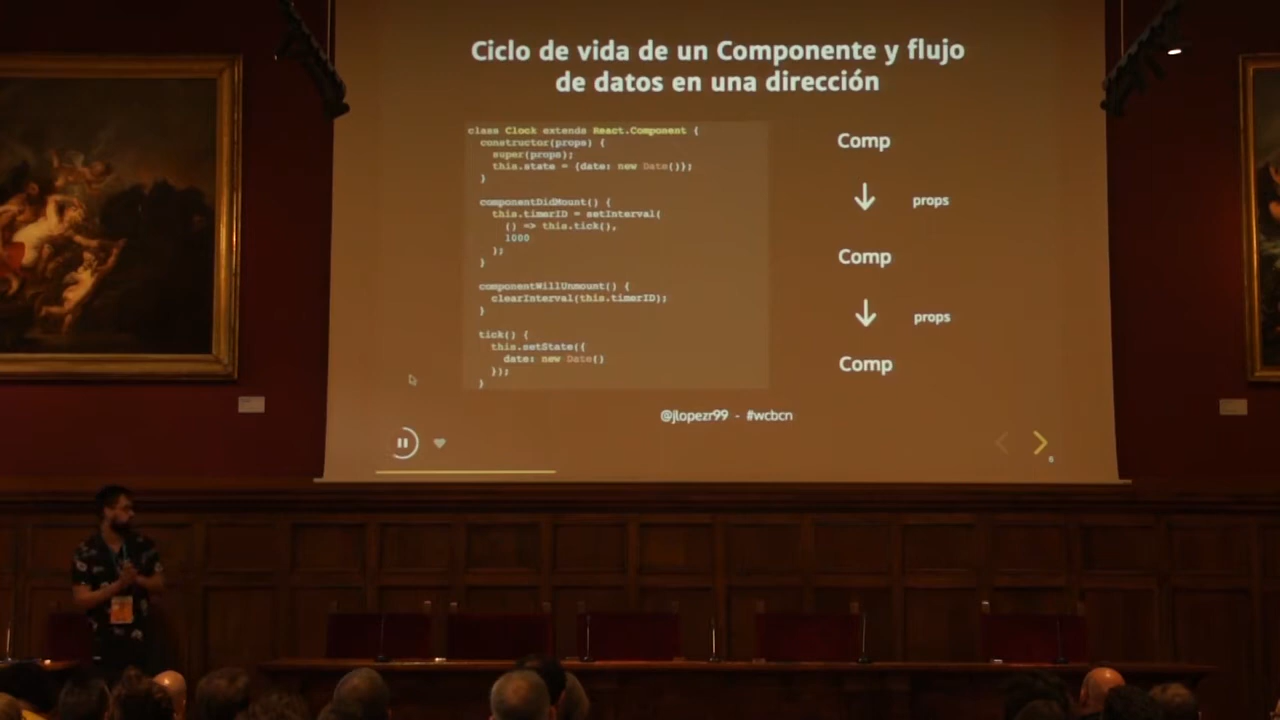 Ciclo de vida de un Componente y flujo
de datos en una dirección
class Clock extends React.Component {
constructor(props) {
super(props);
this.state = {date: new Date()};
}
componentDidMount() {
this.timerID = setInterval(
() => this.tick(),
1000
);
}
componentWillUnmount() {
clearInterval(this.timerID);
}
tick() {
this.setState({
date: new Date()
});
}
Comp
props
Comp
props
Comp
@jlopezr99 - #wcbcn
6